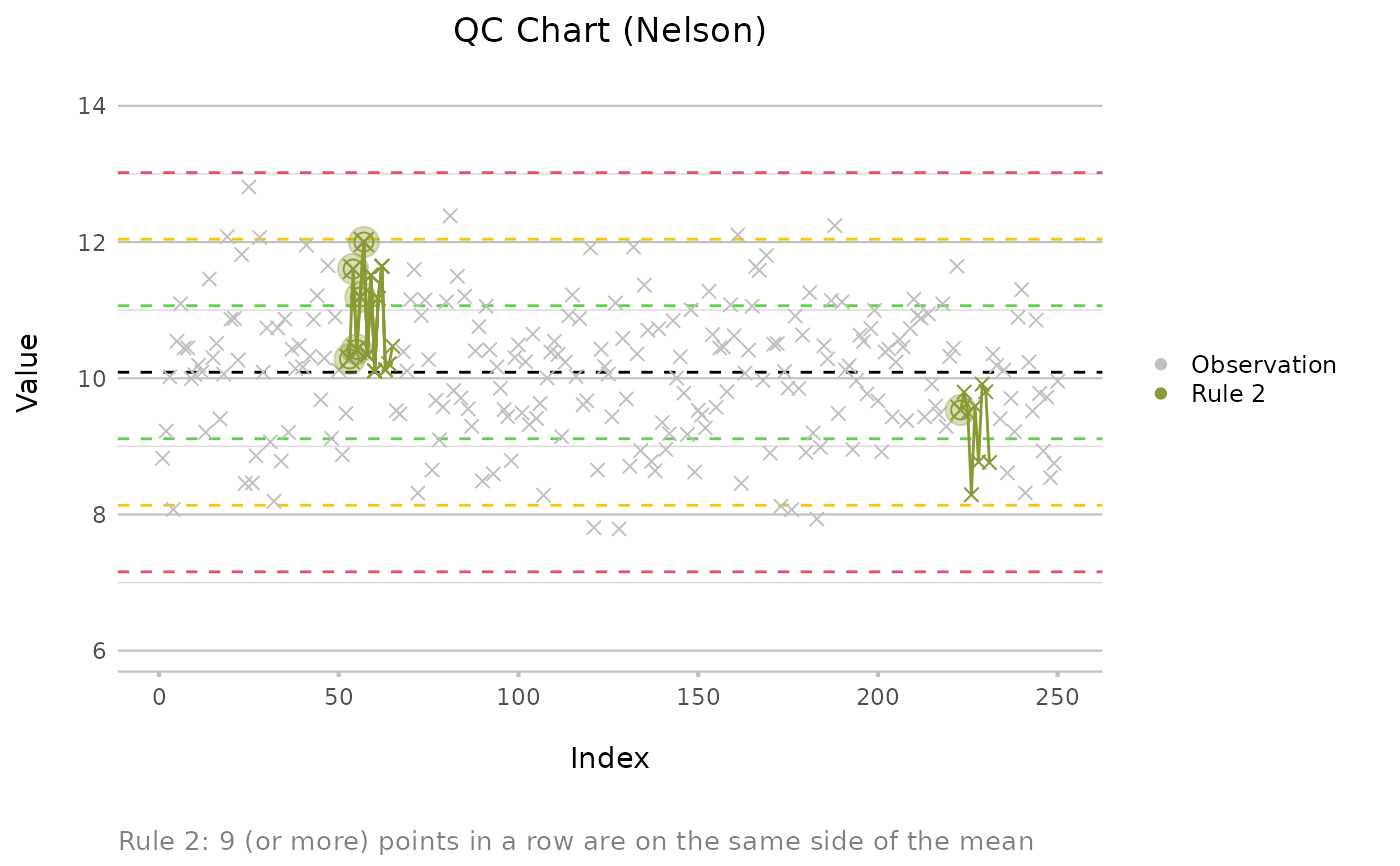 QC Chart (Nelson)
14
12
10
8
6
Value
0 50 100 150 200 250
Index
Observation
Rule 2
Rule 2: 9 (or more) points in a row are on the same side of the mean